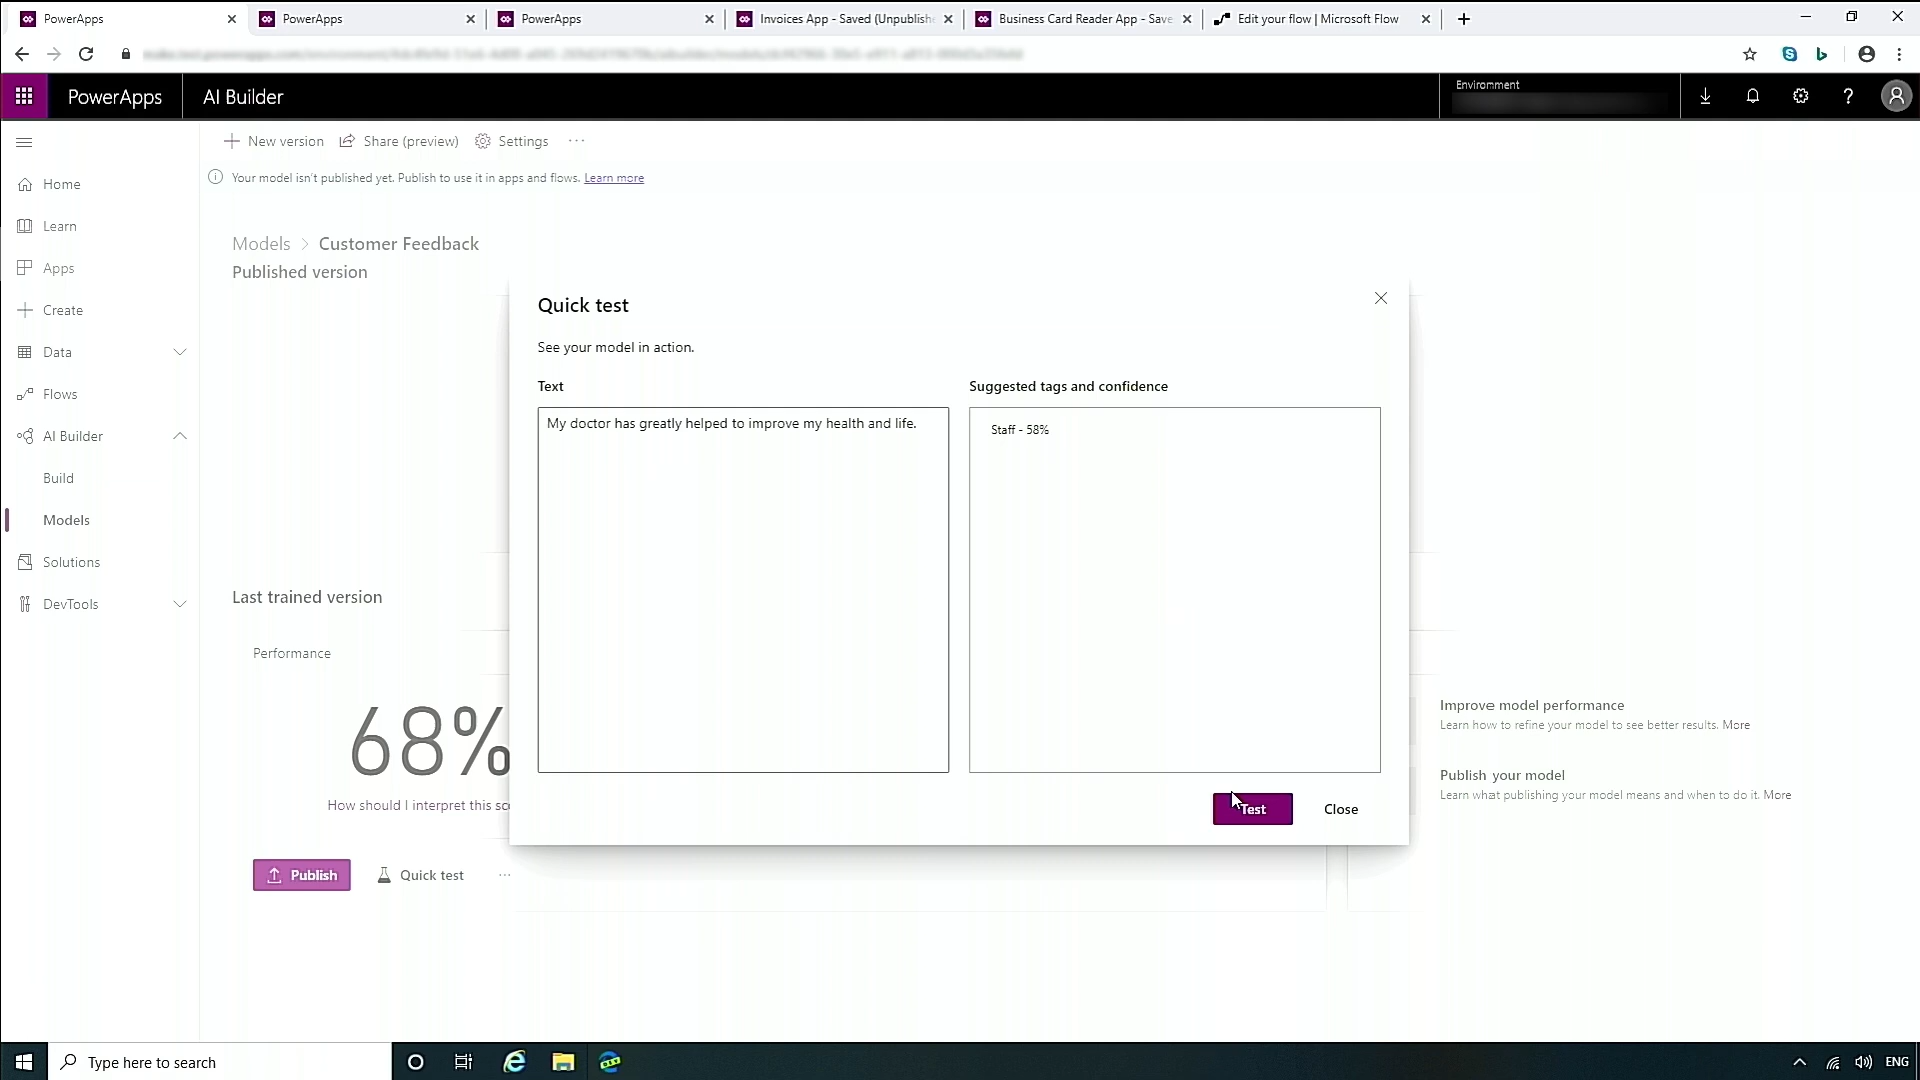 PowerApps
PowerApps
PowerApps
Invoices App - Saved (Unpublish
Business Card Reader App - Save
Edit your flow | Microsoft Flow
PowerApps
AI Builder
Environment
New version
Share (preview)
Settings
Your model isn't published yet. Publish to use it in apps and flows. Learn more
Home
Learn
Apps
Create
Data
Flows
AI Builder
Build
Models
Solutions
DevTools
Models > Customer Feedback
Published version
Last trained version
Performance
68%
How should I interpret this sc
Publish
Quick test
Quick test
See your model in action.
Text
My doctor has greatly helped to improve my health and life.
Suggested tags and confidence
Staff - 58%
Test
Close
Improve model performance
Learn how to refine your model to see better results. More
Publish your model
Learn what publishing your model means and when to do it. More
Type here to search
ENG